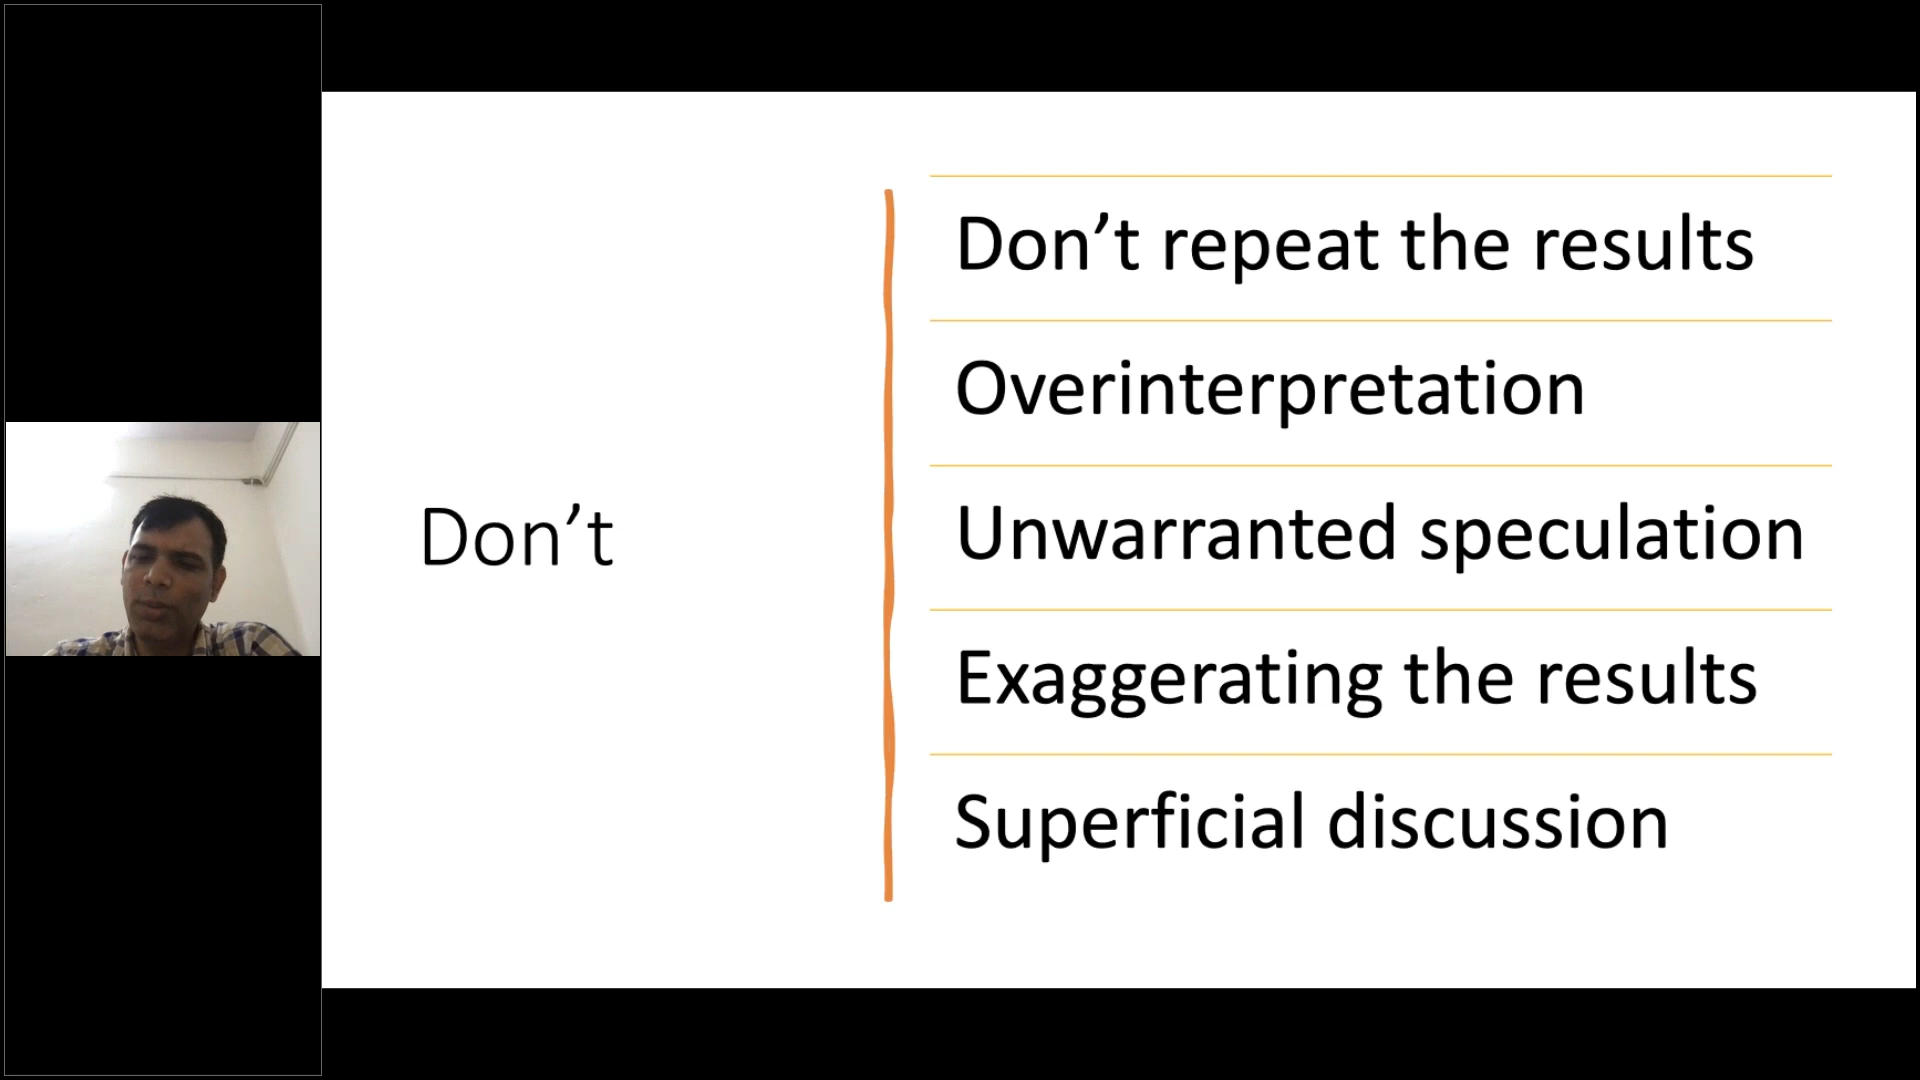 Don’t
Don’t repeat the results
Overinterpretation
Unwarranted speculation
Exaggerating the results
Superficial discussion